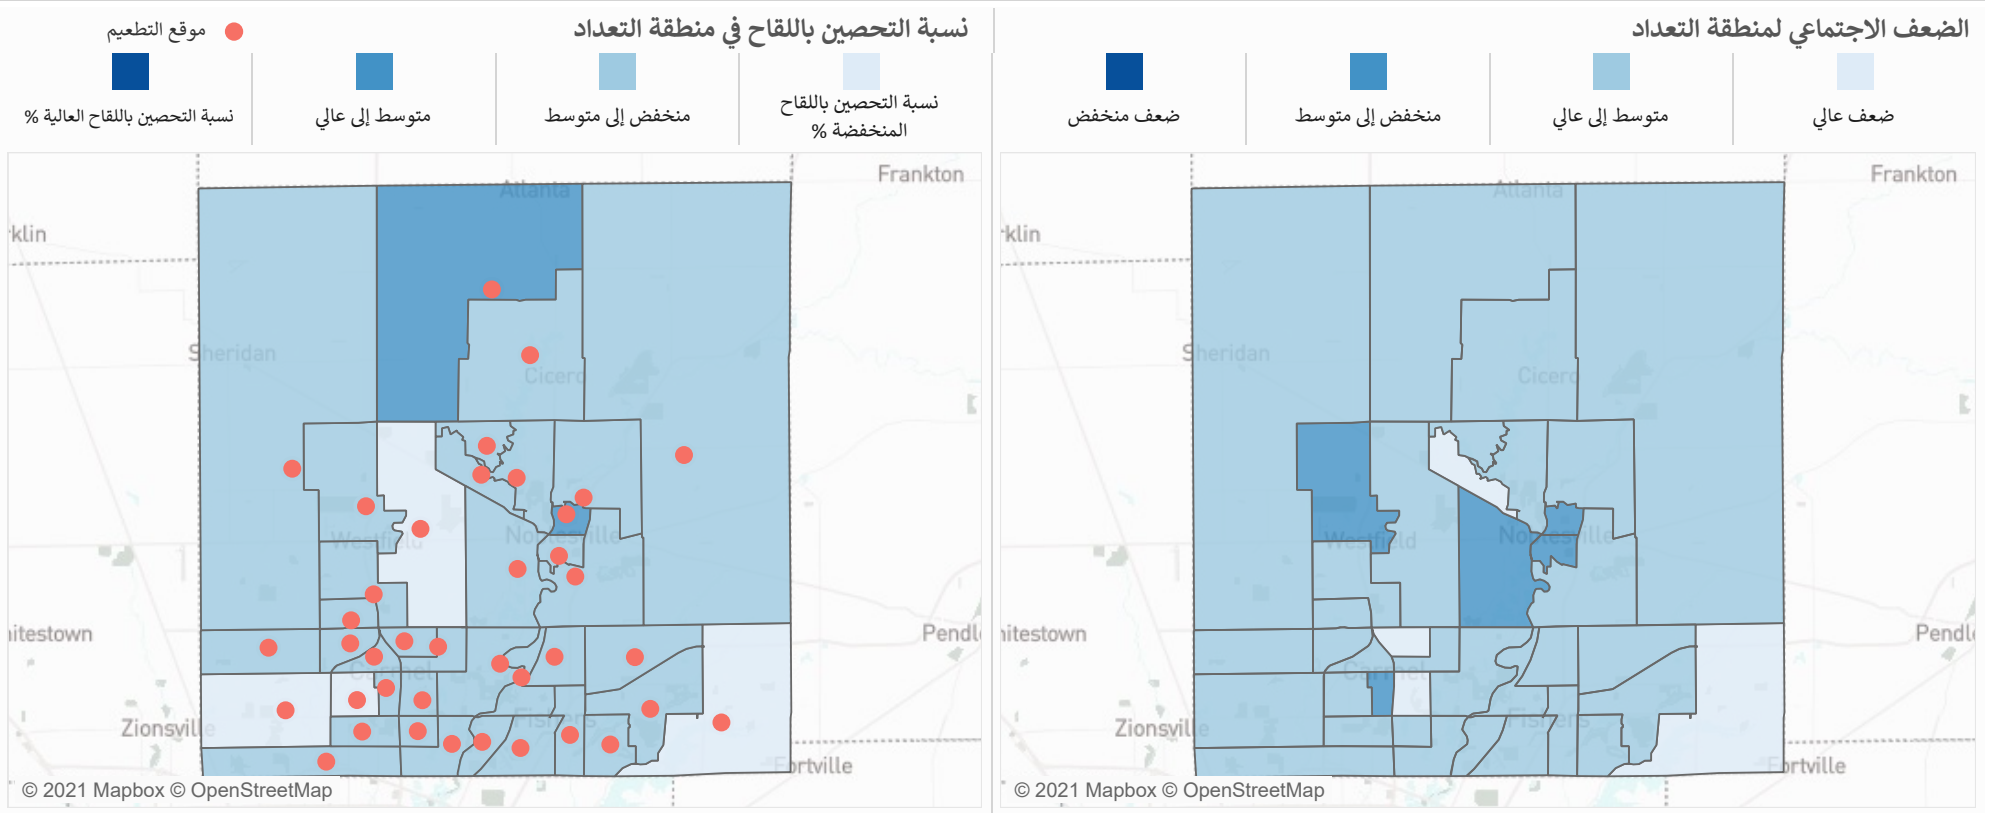 الضعف الاجتماعي لمنطقة التعداد
ضعف عالي
متوسط إلى عالي
منخفض إلى متوسط
ضعف منخفض
Atlanta
Frankton
klin
Sheridan
Cicero
Westfield
Noblesville
itestown
Pendle
Carmel
Zionsville
Fishers
Fortville
© 2021 Mapbox © OpenStreetMap
نسبة التحصين باللقاح في منطقة التعداد
موقع التطعيم
نسبة التحصين باللقاح
المنخفضة %
منخفض إلى متوسط
متوسط إلى عالي
نسبة التحصين باللقاح العالية %
Atlanta
Frankton
klin
Sheridan
Cicero
Westfield
Noblesville
itestown
Pendl
Carmel
Zionsville
Fishers
Fortville
© 2021 Mapbox © OpenStreetMap